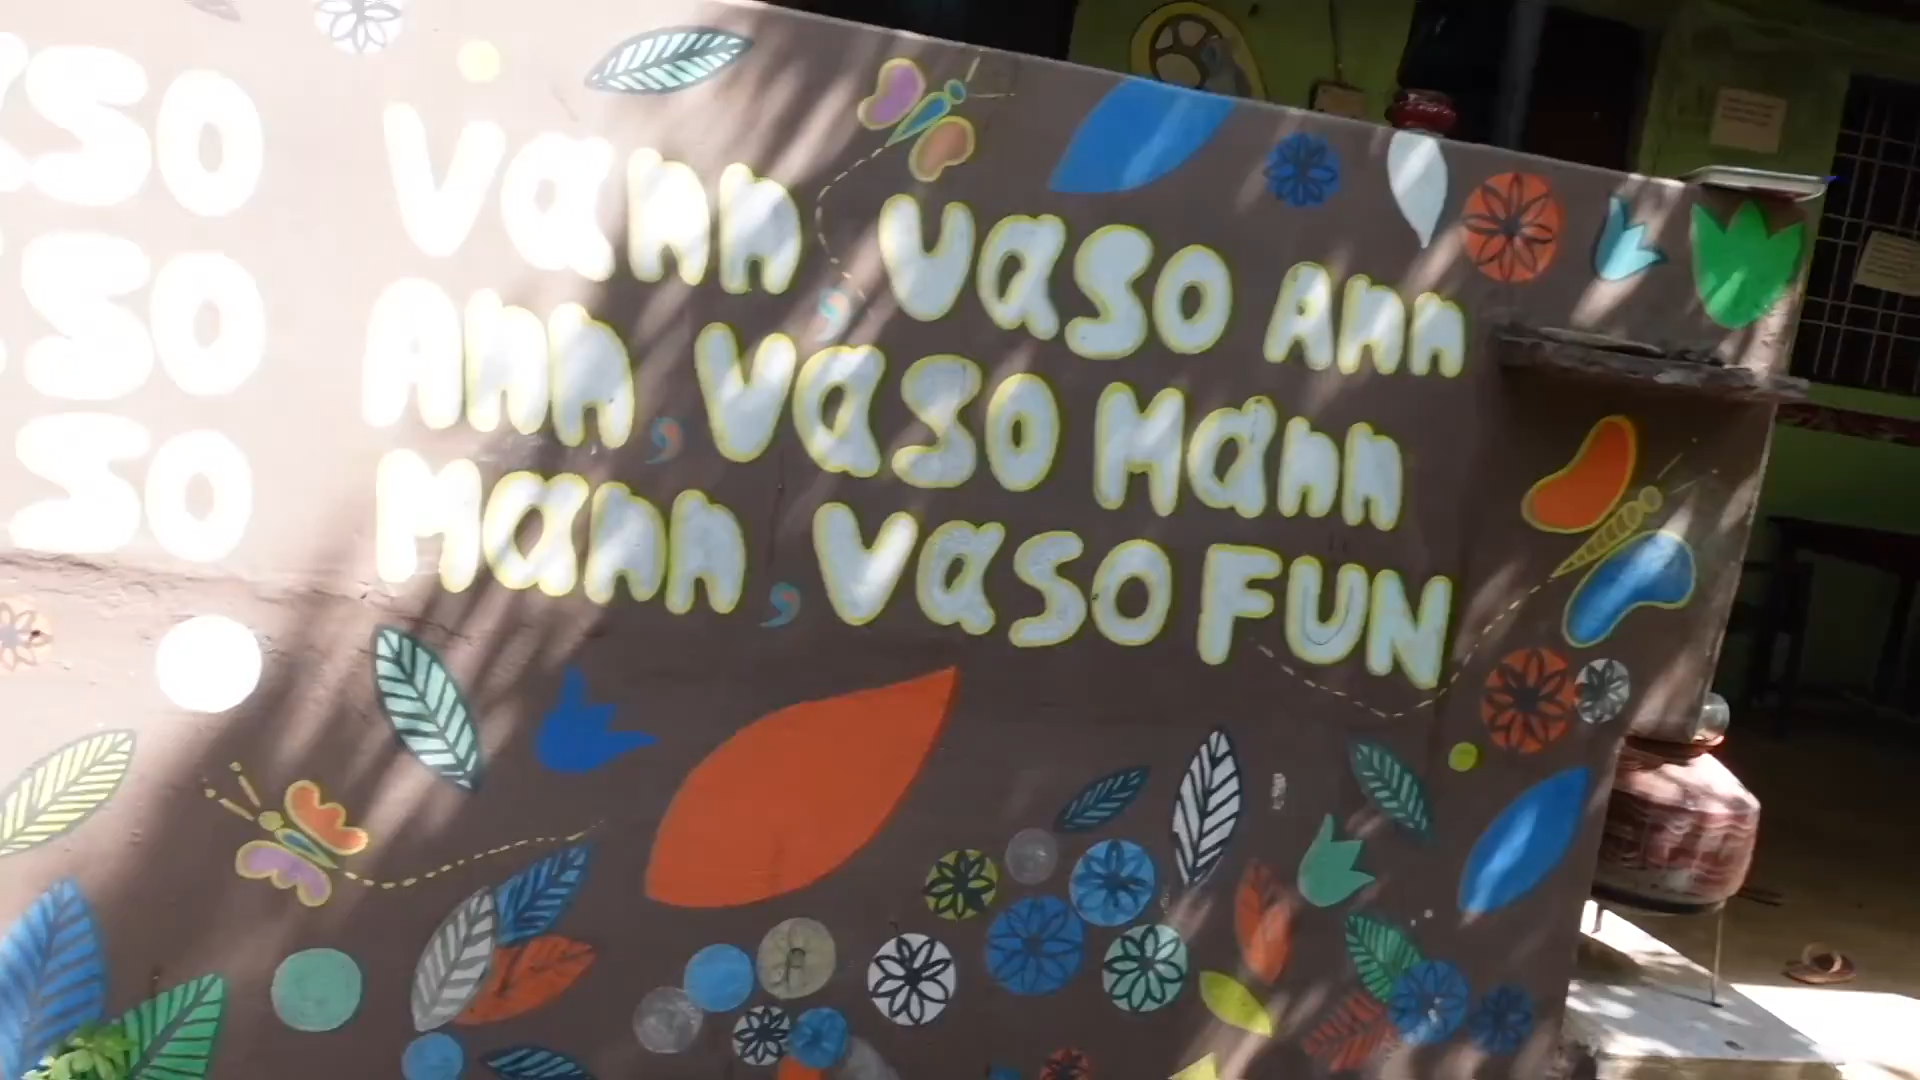 so Vann, vaso Ann
so Ann, Vaso Mann
so Mann, Vaso FUN